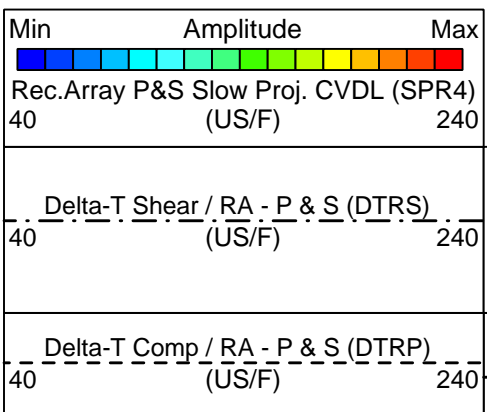 Min Amplitude Max
Rec.Array P&S Slow Proj. CVDL (SPR4)
40 (US/F) 240
Delta-T Shear / RA - P & S (DTRS)
40 (US/F) 240
Delta-T Comp / RA - P & S (DTRP)
40 (US/F) 240